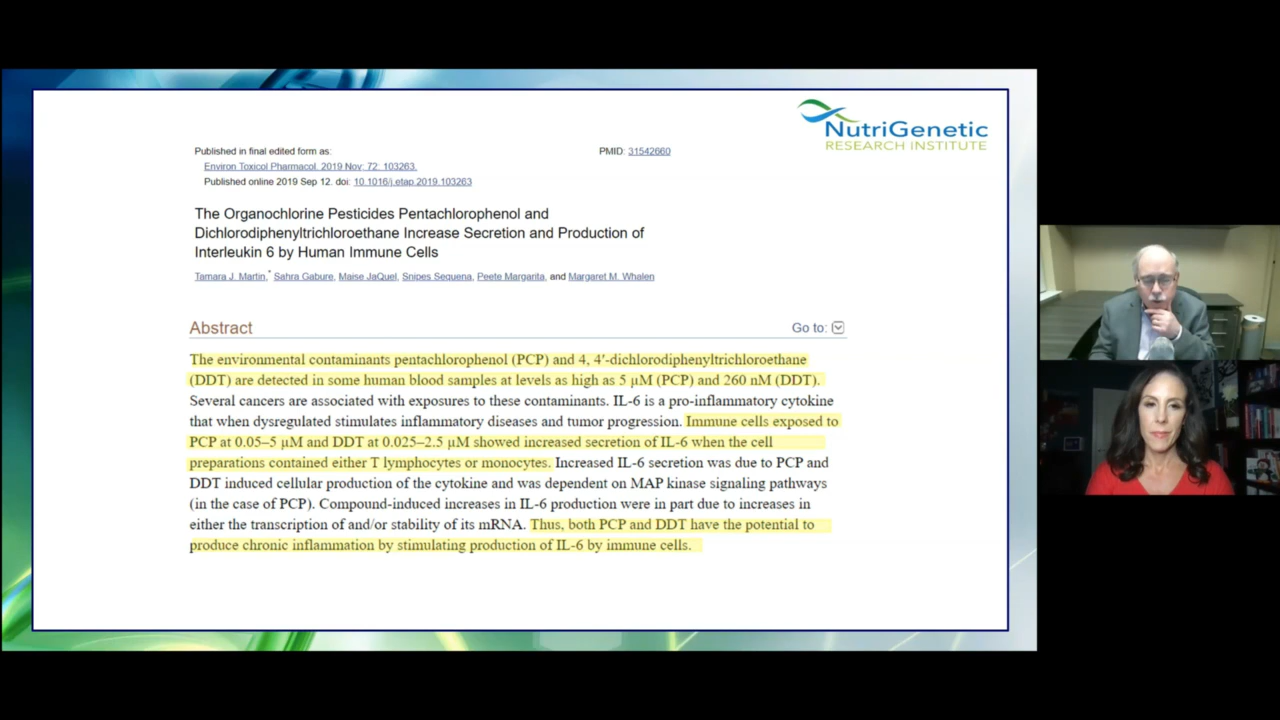 NutriGenetic
RESEARCH INSTITUTE
Published in final edited form as:
PMID: 31542660
Environ Toxicol Pharmacol. 2019 Nov; 72: 103263.
Published online 2019 Sep 12. doi: 10.1016/j.etap.2019.103263
The Organochlorine Pesticides Pentachlorophenol and
Dichlorodiphenyltrichloroethane Increase Secretion and Production of
Interleukin 6 by Human Immune Cells
Tamara J. Martin,* Sahra Gabure, Maise JaQuel, Snipes Sequena, Peete Margarita, and Margaret M. Whalen
Abstract
Go to:
The environmental contaminants pentachlorophenol (PCP) and 4, 4′-dichlorodiphenyltrichloroethane
(DDT) are detected in some human blood samples at levels as high as 5 μM (PCP) and 260 nM (DDT).
Several cancers are associated with exposures to these contaminants. IL-6 is a pro-inflammatory cytokine
that when dysregulated stimulates inflammatory diseases and tumor progression. Immune cells exposed to
PCP at 0.05–5 μM and DDT at 0.025–2.5 μM showed increased secretion of IL-6 when the cell
preparations contained either T lymphocytes or monocytes. Increased IL-6 secretion was due to PCP and
DDT induced cellular production of the cytokine and was dependent on MAP kinase signaling pathways
(in the case of PCP). Compound-induced increases in IL-6 production were in part due to increases in
either the transcription of and/or stability of its mRNA. Thus, both PCP and DDT have the potential to
produce chronic inflammation by stimulating production of IL-6 by immune cells.